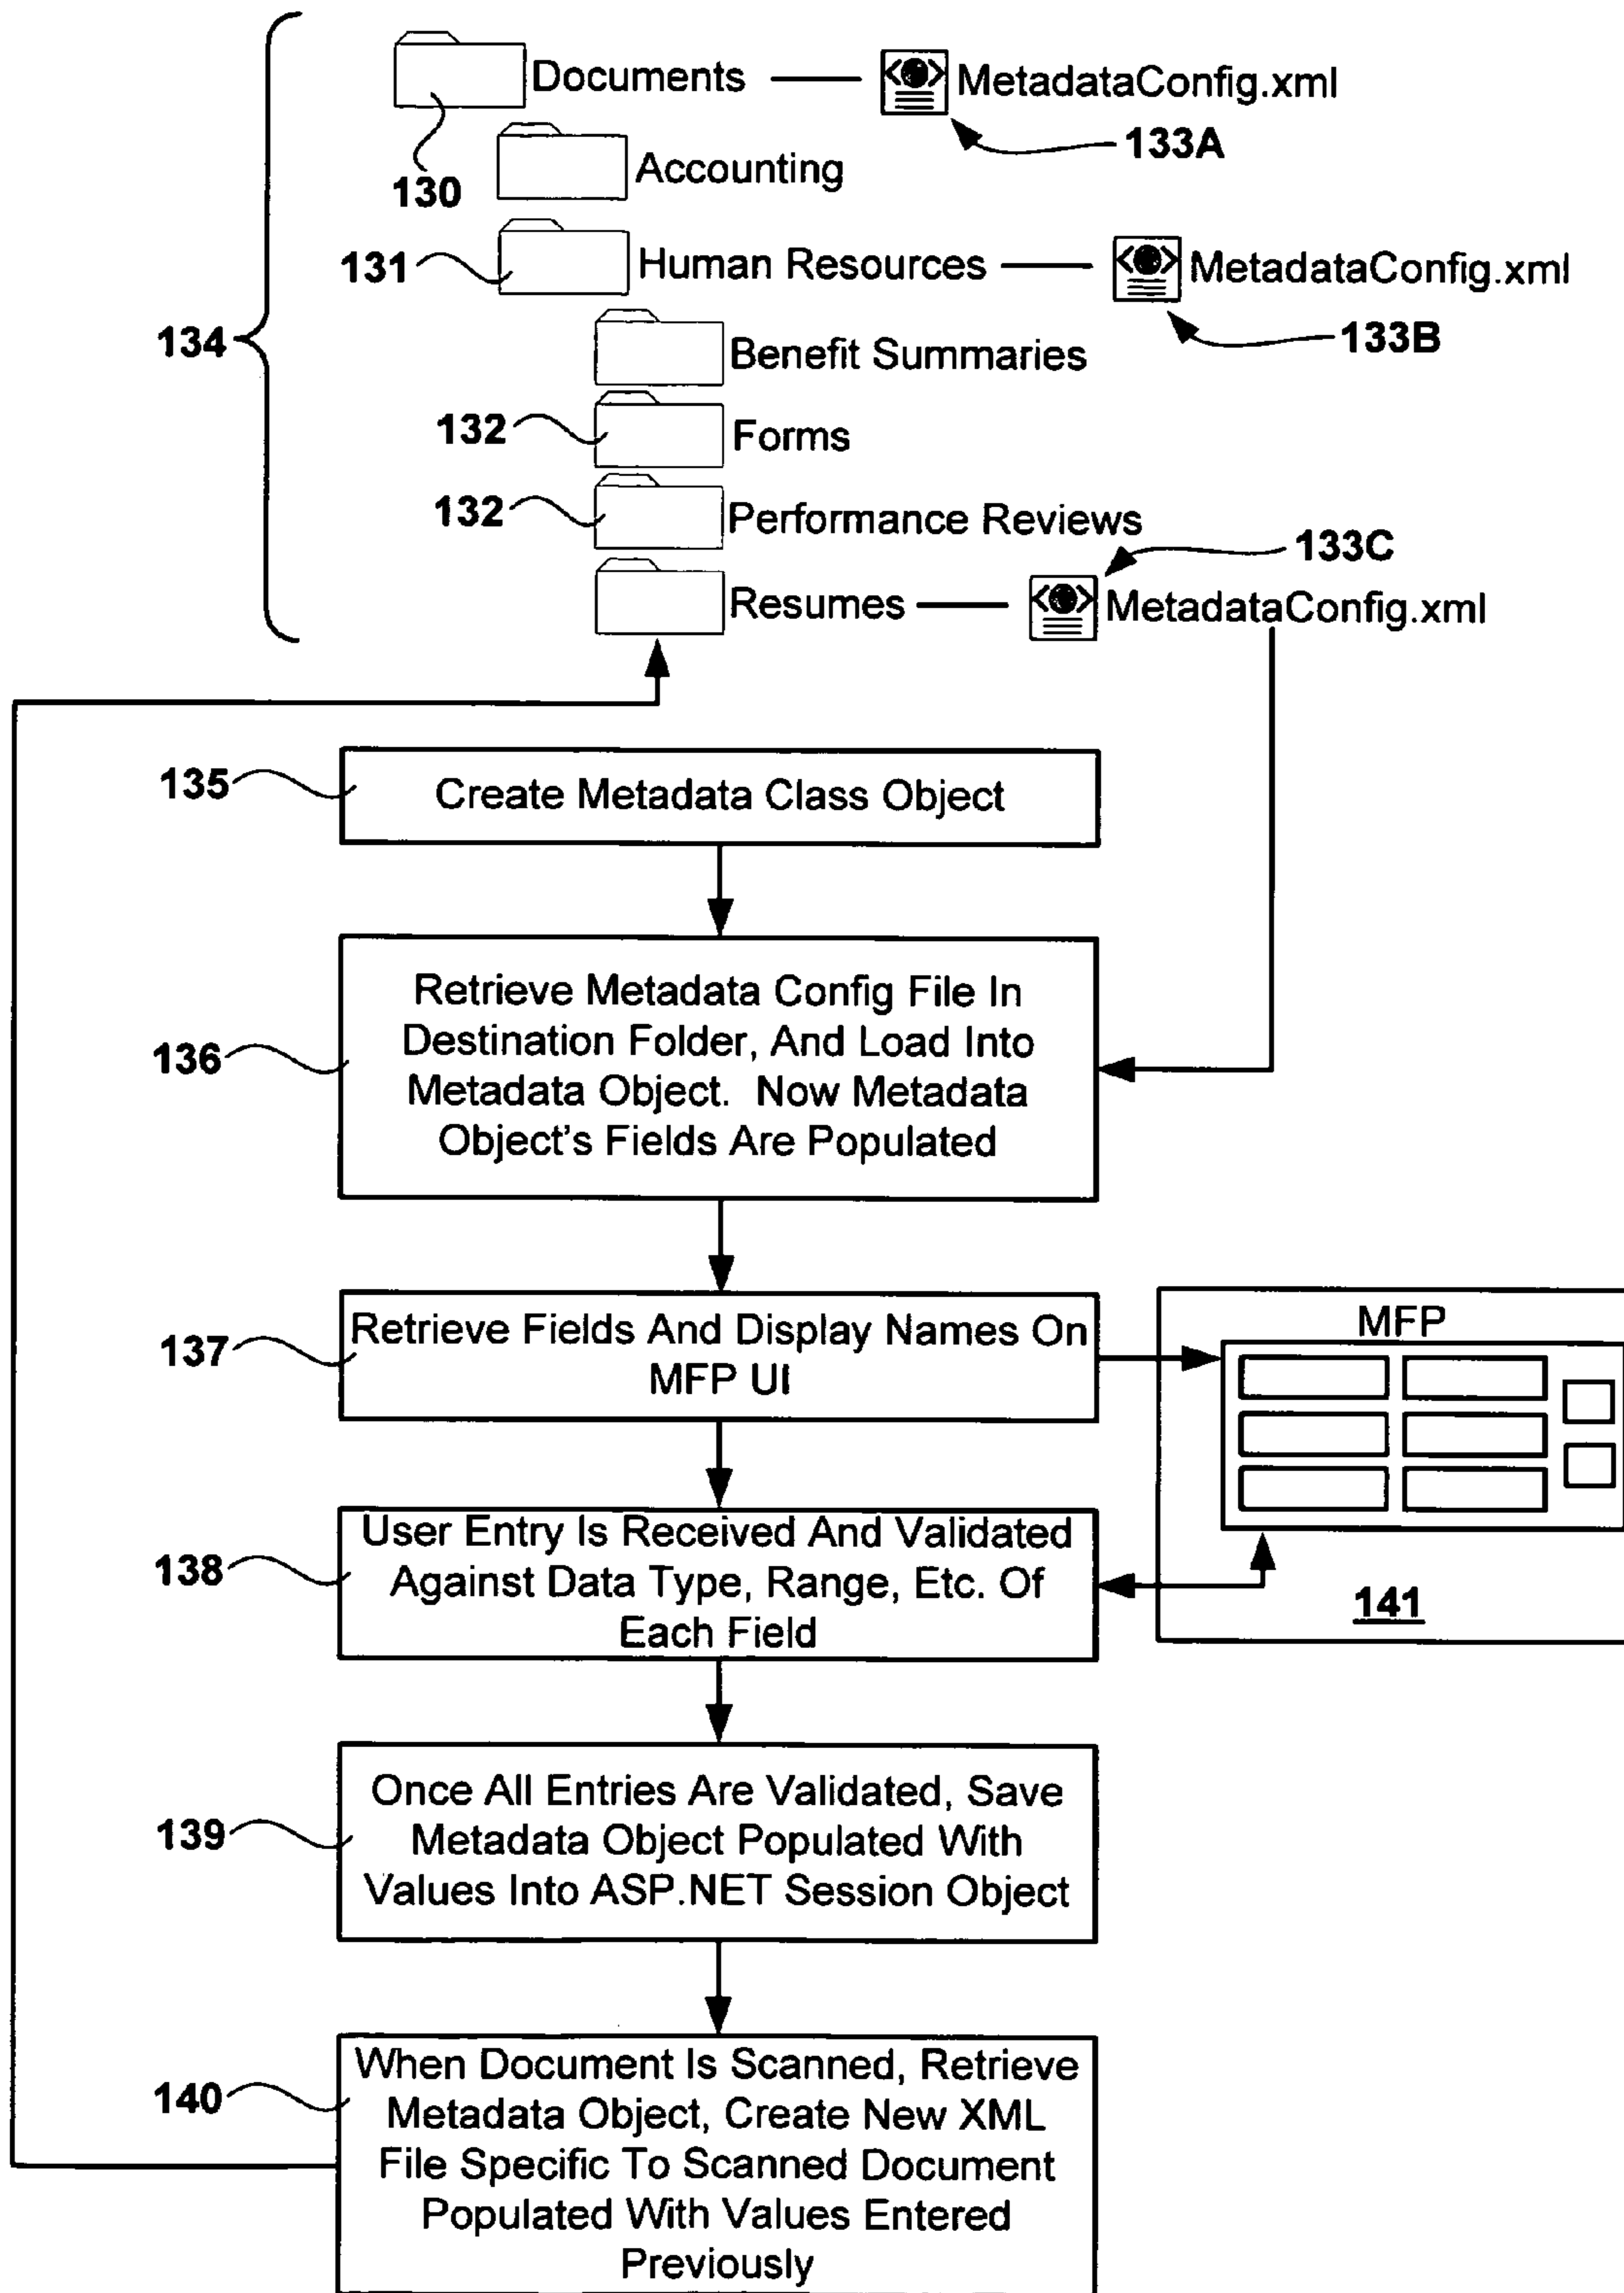 Documents
MetadataConfig.xml
133A
130
Accounting
131
Human Resources
MetadataConfig.xml
133B
134
Benefit Summaries
132
Forms
132
Performance Reviews
133C
Resumes
MetadataConfig.xml
135
Create Metadata Class Object
136
Retrieve Metadata Config File In
Destination Folder, And Load Into
Metadata Object. Now Metadata
Object's Fields Are Populated
137
Retrieve Fields And Display Names On
MFP UI
MFP
138
User Entry Is Received And Validated
Against Data Type, Range, Etc. Of
Each Field
141
139
Once All Entries Are Validated, Save
Metadata Object Populated With
Values Into ASP.NET Session Object
140
When Document Is Scanned, Retrieve
Metadata Object, Create New XML
File Specific To Scanned Document
Populated With Values Entered
Previously